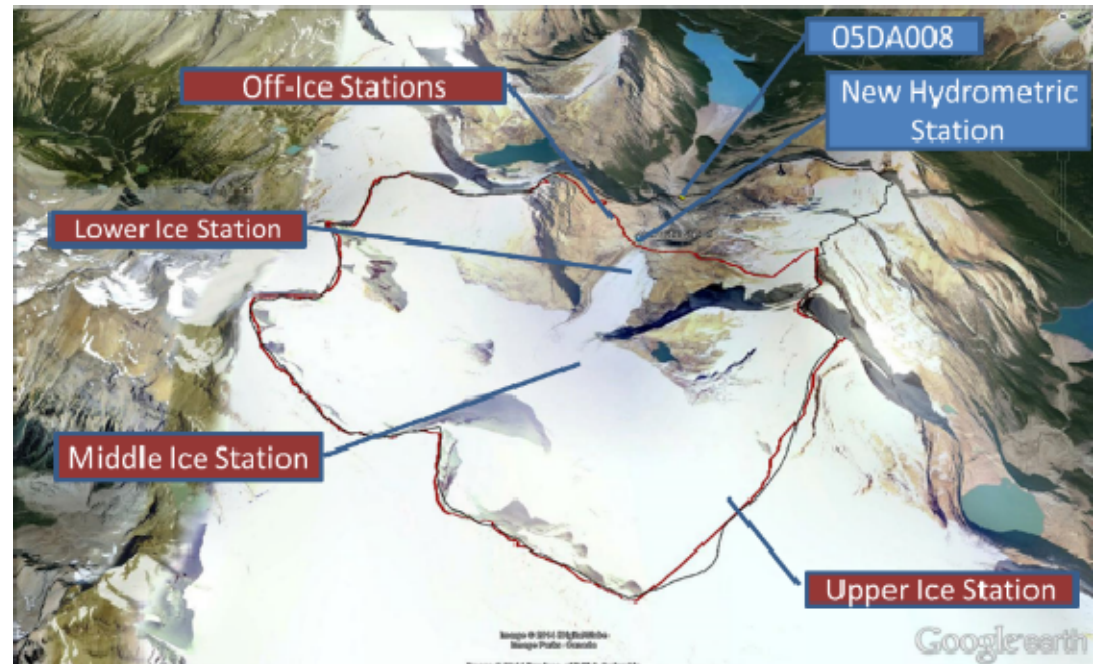 05DA008
Off-Ice Stations
New Hydrometric
Station
Lower Ice Station
Middle Ice Station
Upper Ice Station
Google earth